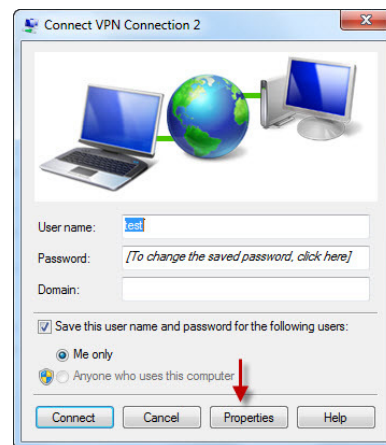 Connect VPN Connection 2
User name:
test
Password:
[To change the saved password, click here]
Domain:
Save this user name and password for the following users:
Me only
Anyone who uses this computer
Connect
Cancel
Properties
Help